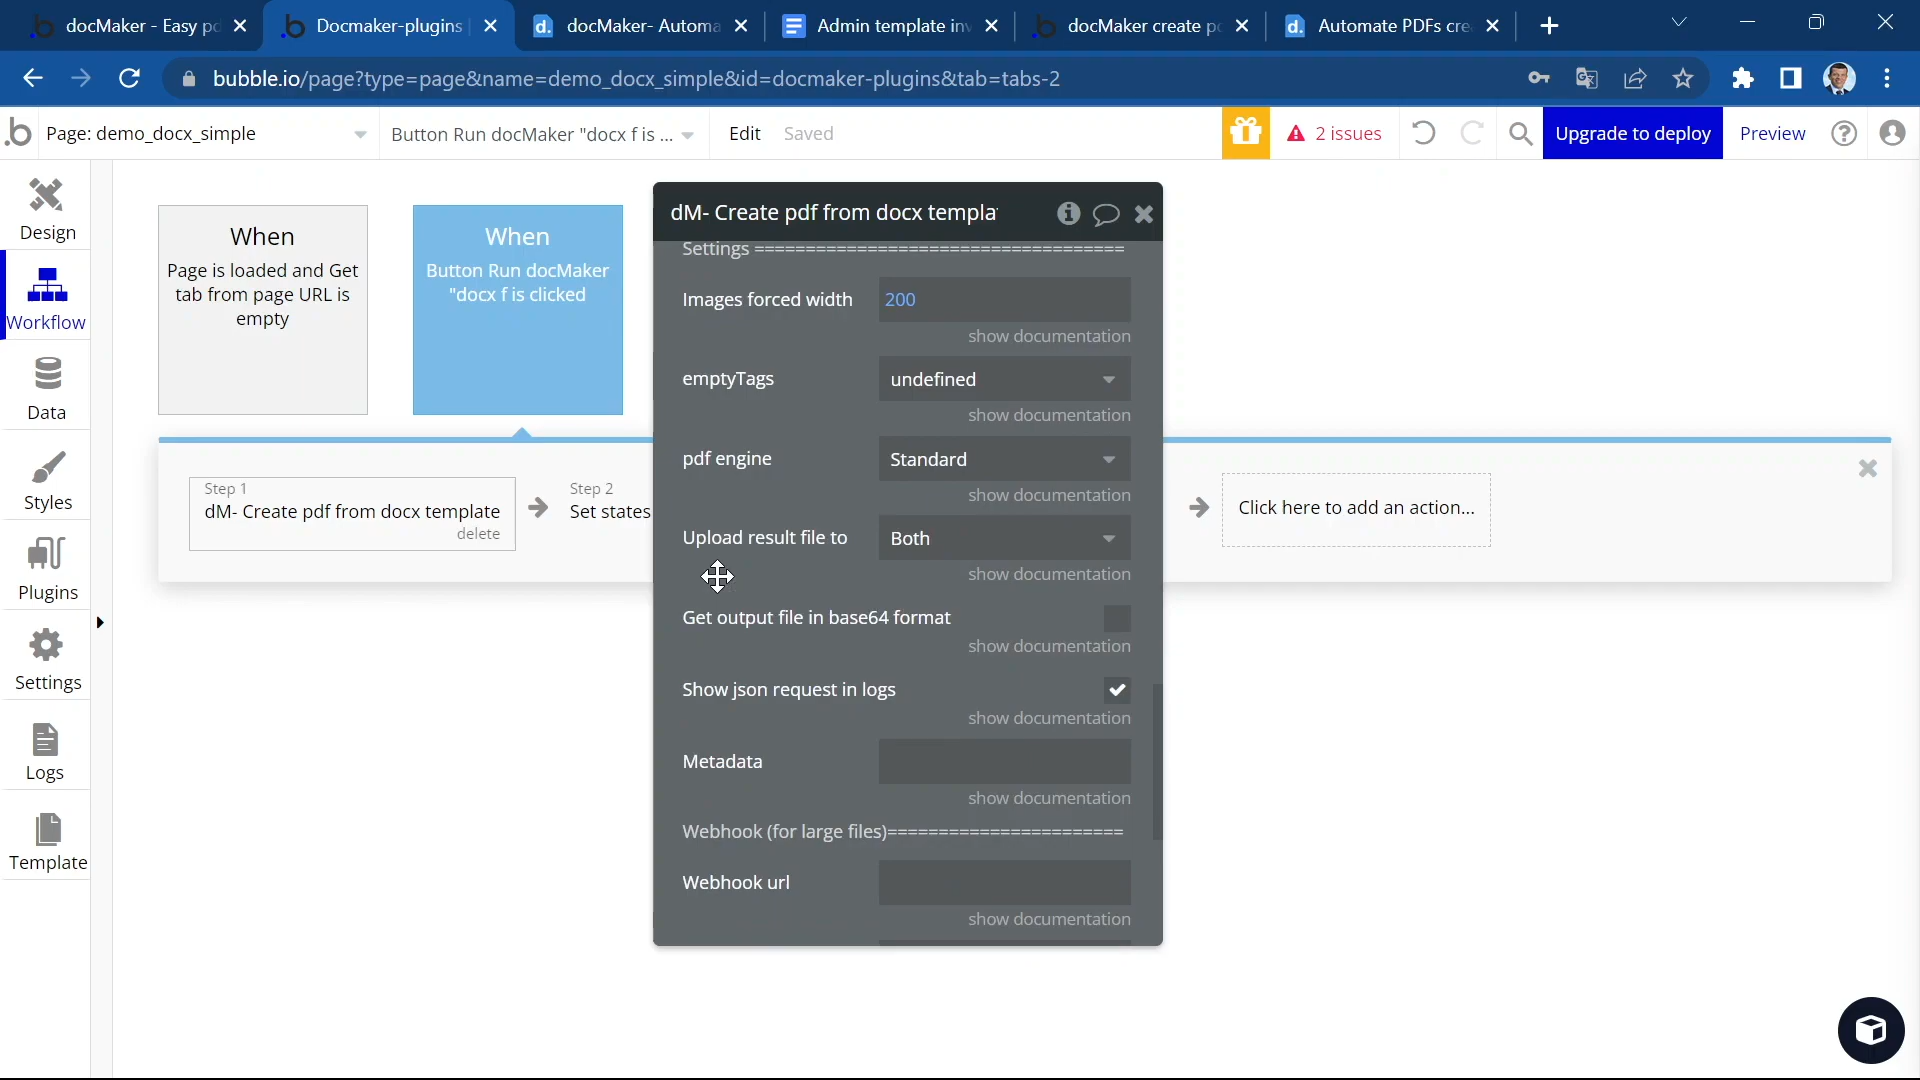 docMaker - Easy pd
Docmaker-plugins
docMaker- Automa
Admin template inv
docMaker create pd
Automate PDFs cre
bubble.io/page?type=page&name=demo_docx_simple&id=docmaker-plugins&tab=tabs-2
Page: demo_docx_simple
Button Run docMaker "docx f is ...
Edit
Saved
2 issues
Upgrade to deploy
Preview
Design
Workflow
Data
Styles
Plugins
Settings
Logs
Template
When
Page is loaded and Get
tab from page URL is
empty
When
Button Run docMaker
"docx f is clicked
Step 1
dM- Create pdf from docx template
delete
Step 2
Set states
Click here to add an action...
dM- Create pdf from docx templa
Settings ==================================
Images forced width
200
show documentation
emptyTags
undefined
show documentation
pdf engine
Standard
show documentation
Upload result file to
Both
show documentation
Get output file in base64 format
show documentation
Show json request in logs
show documentation
Metadata
show documentation
Webhook (for large files)=======================
Webhook url
show documentation